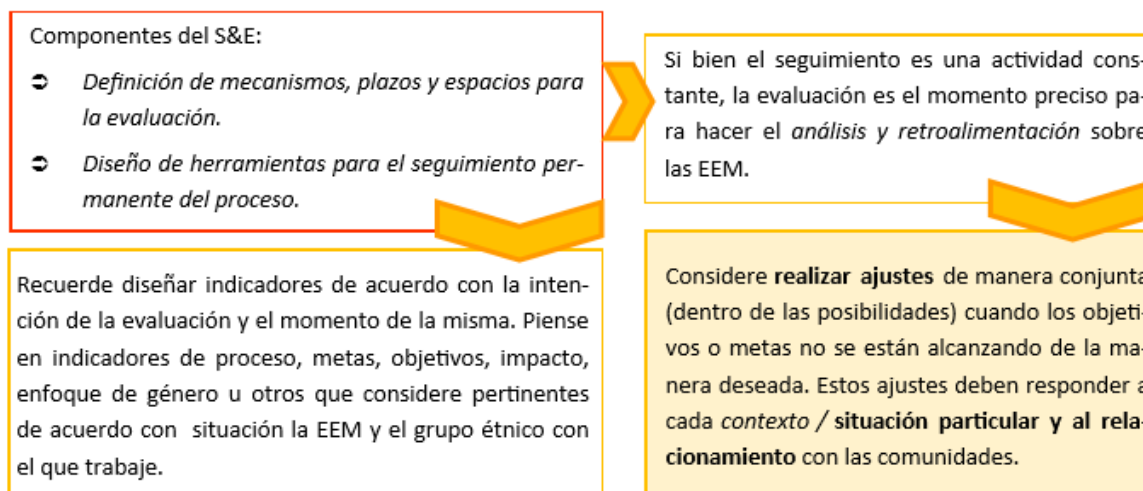 Componentes del S&E:
➲ Definición de mecanismos, plazos y espacios para
la evaluación.
➲ Diseño de herramientas para el seguimiento per-
manente del proceso.
Si bien el seguimiento es una actividad cons-
tante, la evaluación es el momento preciso pa-
ra hacer el análisis y retroalimentación sobre
las EEM.
Recuerde diseñar indicadores de acuerdo con la inten-
ción de la evaluación y el momento de la misma. Piense
en indicadores de proceso, metas, objetivos, impacto,
enfoque de género u otros que considere pertinentes
de acuerdo con situación la EEM y el grupo étnico con
el que trabaje.
Considere realizar ajustes de manera conjunta
(dentro de las posibilidades) cuando los objeti-
vos o metas no se están alcanzando de la ma-
nera deseada. Estos ajustes deben responder a
cada contexto / situación particular y al rela-
cionamiento con las comunidades.